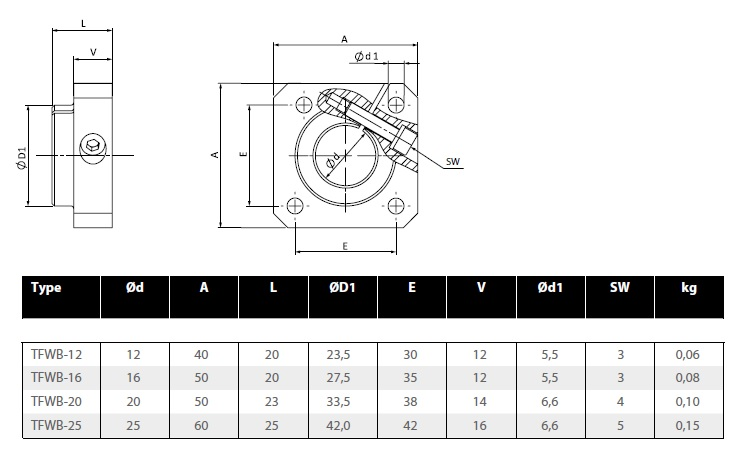 L
V
ØD1
A
Ød1
A
E
Ød
SW
E
Type Ød A L ØD1 E V Ød1 SW kg
TFWB-12 12 40 20 23,5 30 12 5,5 3 0,06
TFWB-16 16 50 20 27,5 35 12 5,5 3 0,08
TFWB-20 20 50 23 33,5 38 14 6,6 4 0,10
TFWB-25 25 60 25 42,0 42 16 6,6 5 0,15